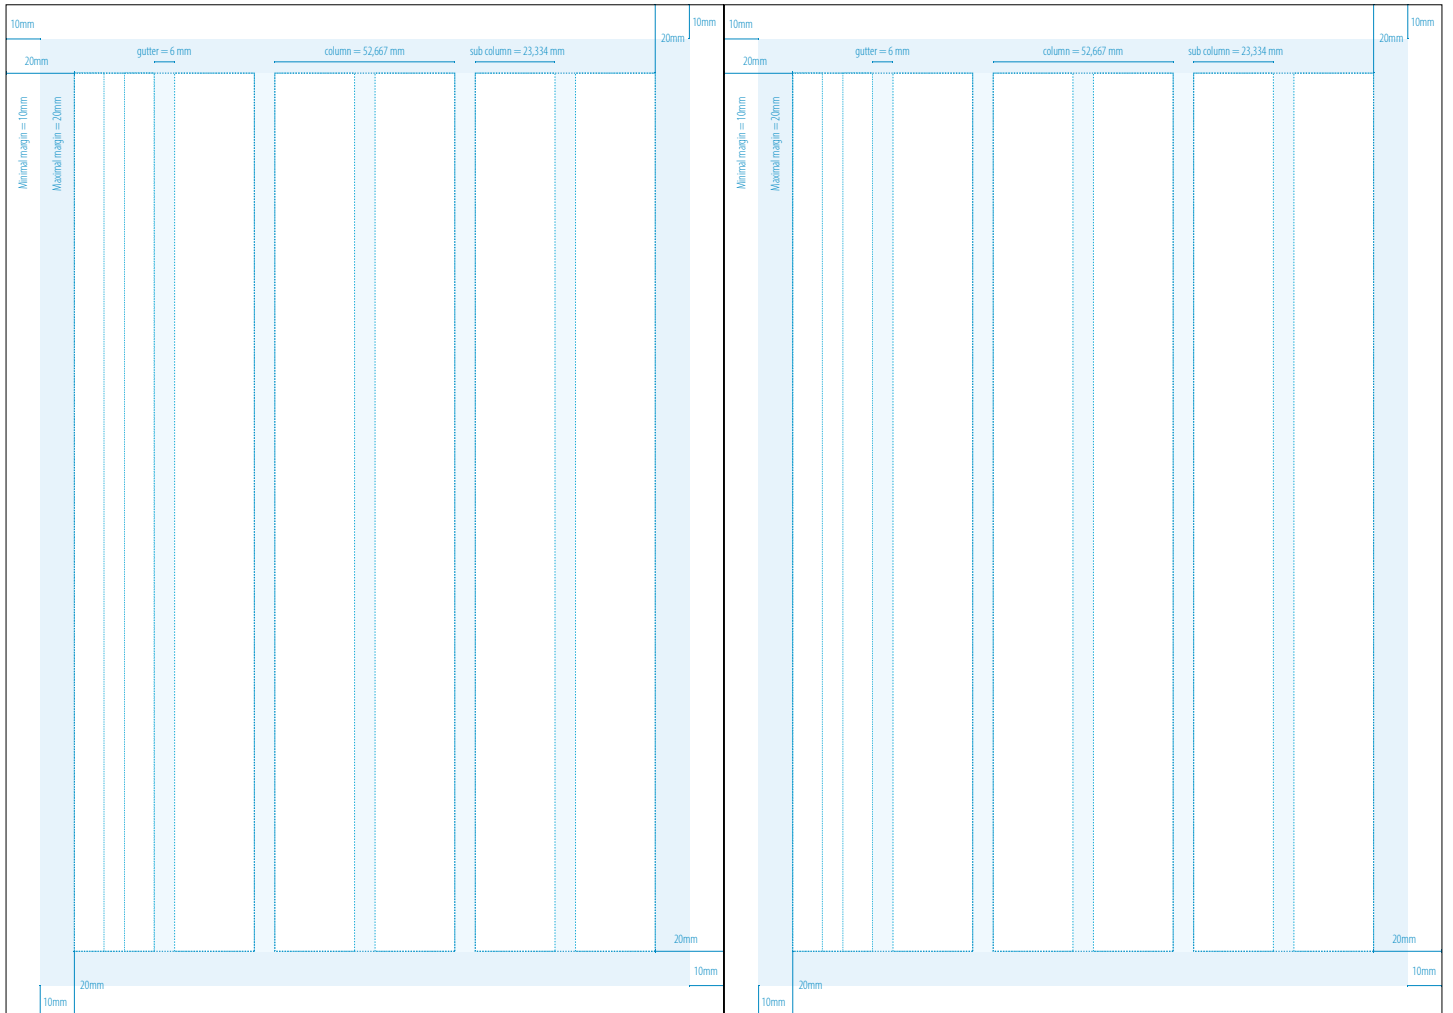 10mm
10mm
20mm
gutter = 6 mm
column = 52,667 mm
sub column = 23,334 mm
20mm
Minimal margin = 10mm
Maximal margin = 20mm
20mm
10mm
20mm
10mm
10mm
10mm
20mm
gutter = 6 mm
column = 52,667 mm
sub column = 23,334 mm
20mm
Minimal margin = 10mm
Maximal margin = 20mm
20mm
10mm
20mm
10mm